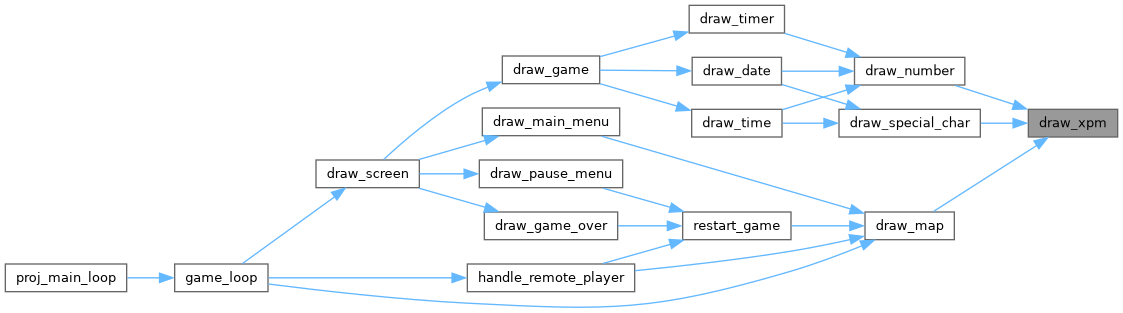 draw_timer
draw_game
draw_date
draw_number
draw_main_menu
draw_time
draw_special_char
draw_xpm
draw_screen
draw_pause_menu
draw_game_over
restart_game
draw_map
proj_main_loop
game_loop
handle_remote_player